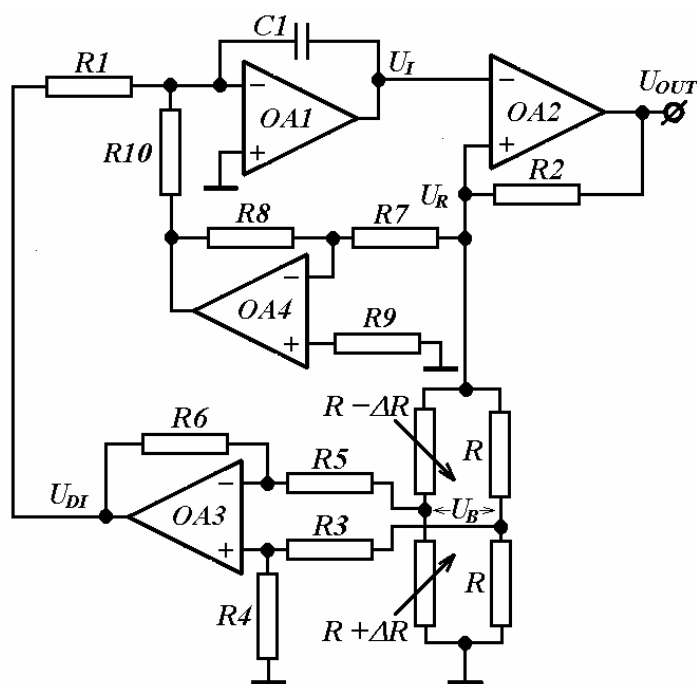 C1
R1
U_I
U_OUT
−
−
OA1
OA2
+
+
R10
R2
U_R
R8
R7
−
OA4
R9
+
R − ΔR
R
R6
R5
U_DI
−
U_B
OA3
R3
+
R4
R
R + ΔR